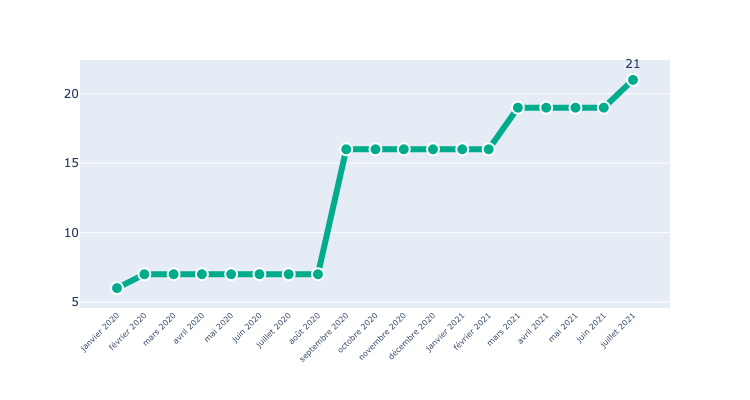 21
20
15
10
5
janvier 2020
février 2020
mars 2020
avril 2020
mai 2020
juin 2020
juillet 2020
août 2020
septembre 2020
octobre 2020
novembre 2020
décembre 2020
janvier 2021
février 2021
mars 2021
avril 2021
mai 2021
juin 2021
juillet 2021